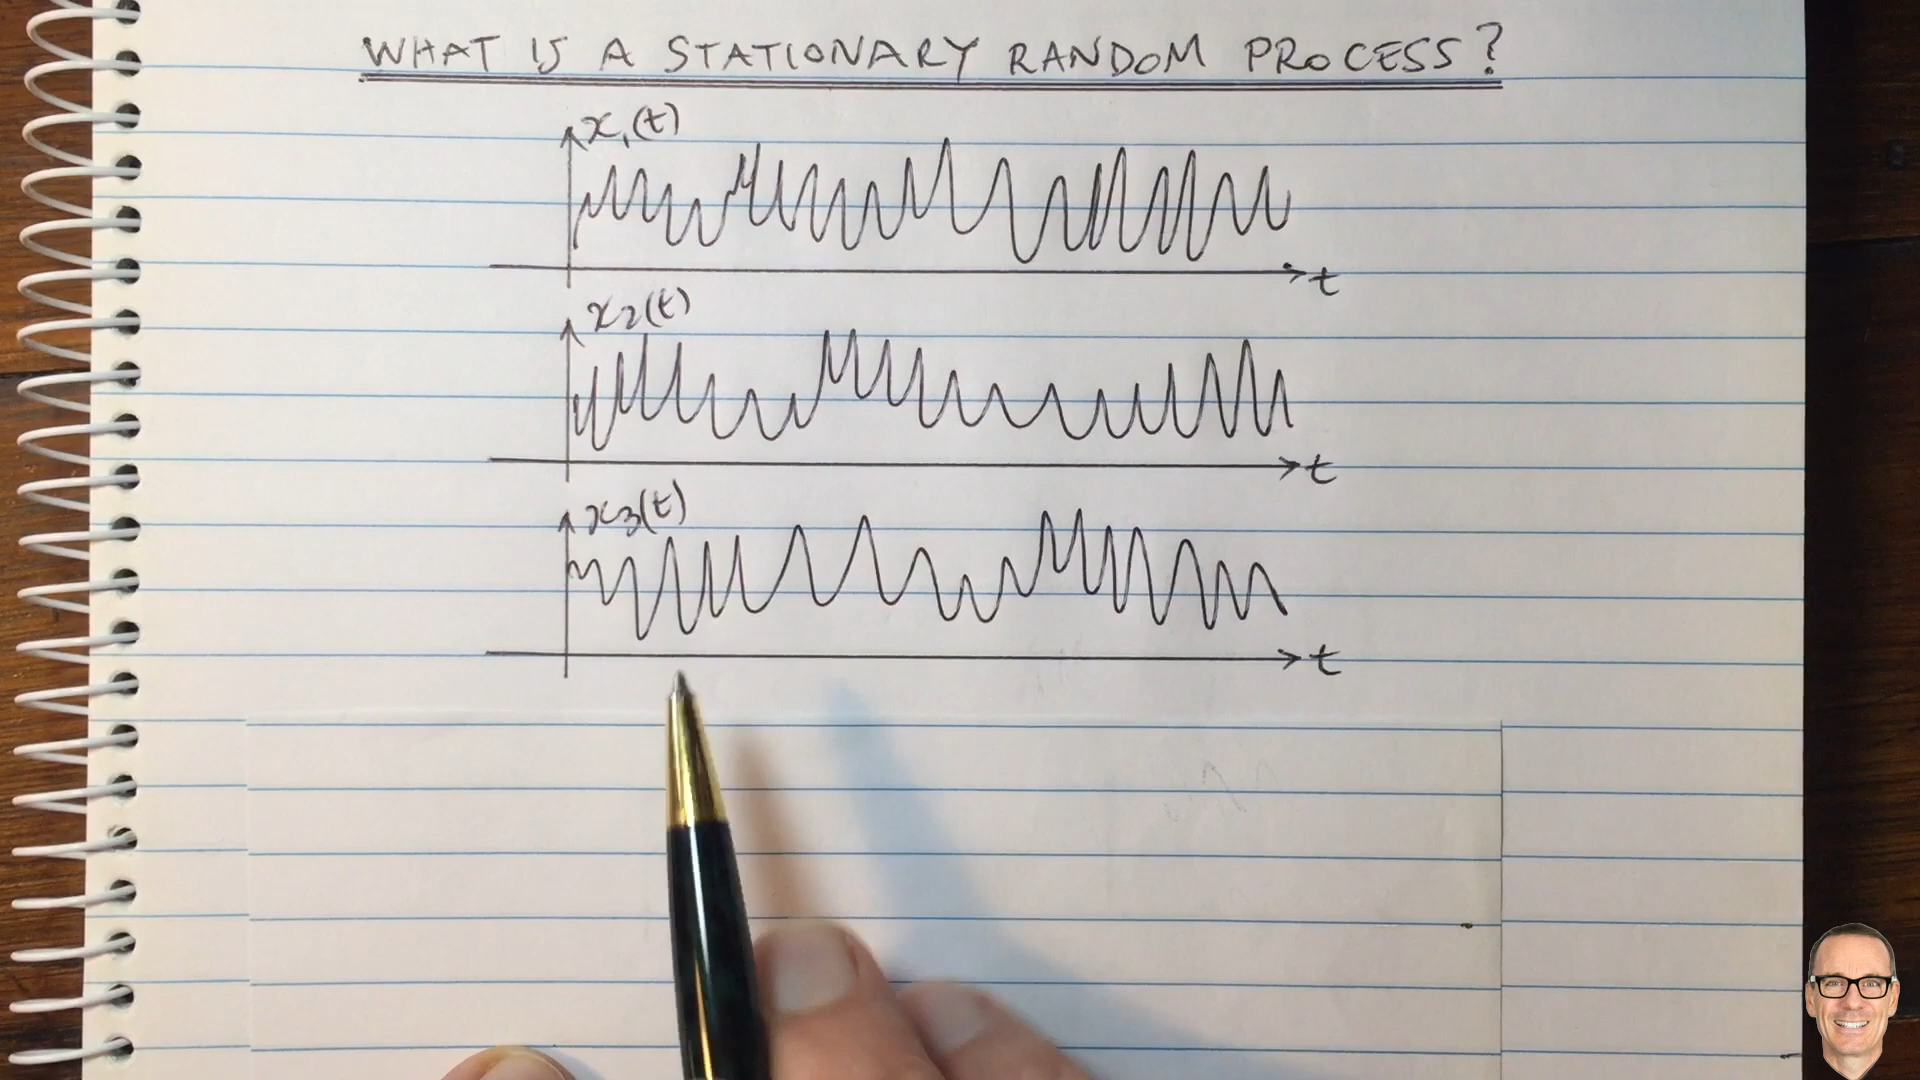 WHAT IS A STATIONARY RANDOM PROCESS?
x₁(t)
t
x₂(t)
t
x₃(t)
t